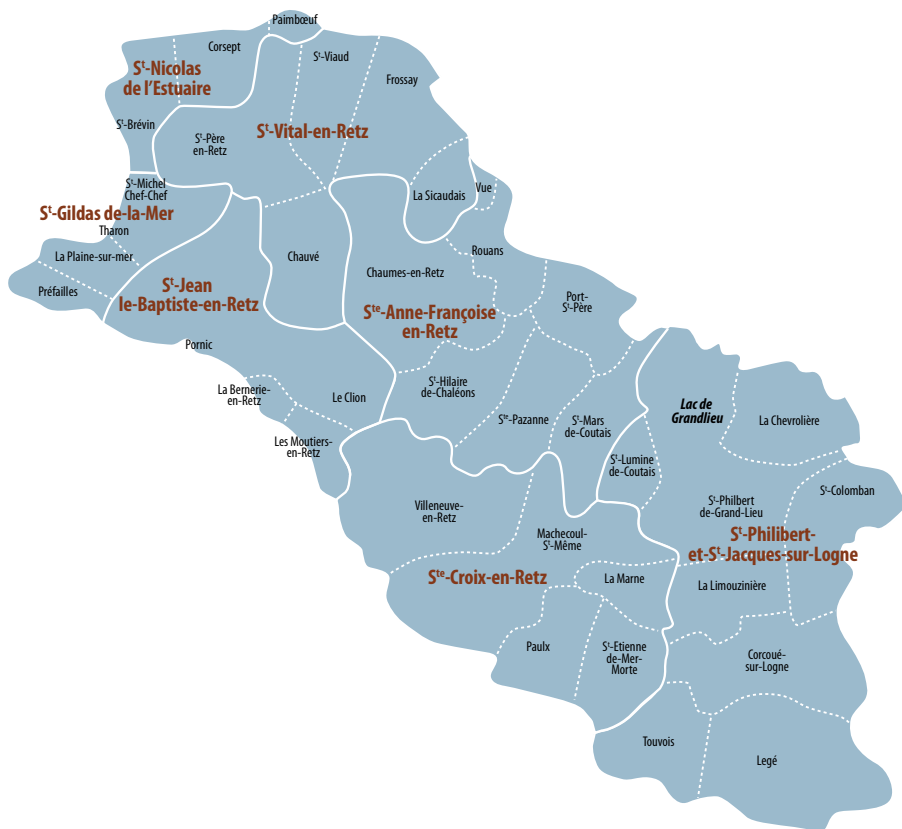 Paimbœuf
Corsept
Sᵗ-Viaud
Frossay
Sᵗ-Nicolas
de l'Estuaire
Sᵗ-Brévin
Sᵗ-Père
en-Retz
Sᵗ-Vital-en-Retz
Sᵗ-Michel
Chef-Chef
La Sicaudais
Vue
Sᵗ-Gildas de-la-Mer
Tharon
La Plaine-sur-mer
Préfailles
Chauvé
Rouans
Chaumes-en-Retz
Sᵗ-Jean
le-Baptiste-en-Retz
Sᵗᵉ-Anne-Françoise
en-Retz
Port-
Sᵗ-Père
Pornic
La Bernerie-
en-Retz
Le Clion
Sᵗ-Hilaire
de-Chaléons
Lac de
Grandlieu
La Chevrolière
Sᵗᵉ-Pazanne
Sᵗ-Mars
de-Coutais
Les Moutiers-
en-Retz
Sᵗ-Lumine
de-Coutais
Sᵗ-Colomban
Villeneuve-
en-Retz
Sᵗ-Philbert
de-Grand-Lieu
Machecoul-
Sᵗ-Même
Sᵗ-Philibert-
et-Sᵗ-Jacques-sur-Logne
Sᵗᵉ-Croix-en-Retz
La Marne
La Limouzinière
Paulx
Sᵗ-Etienne
de-Mer-
Morte
Corcoué-
sur-Logne
Touvois
Legé